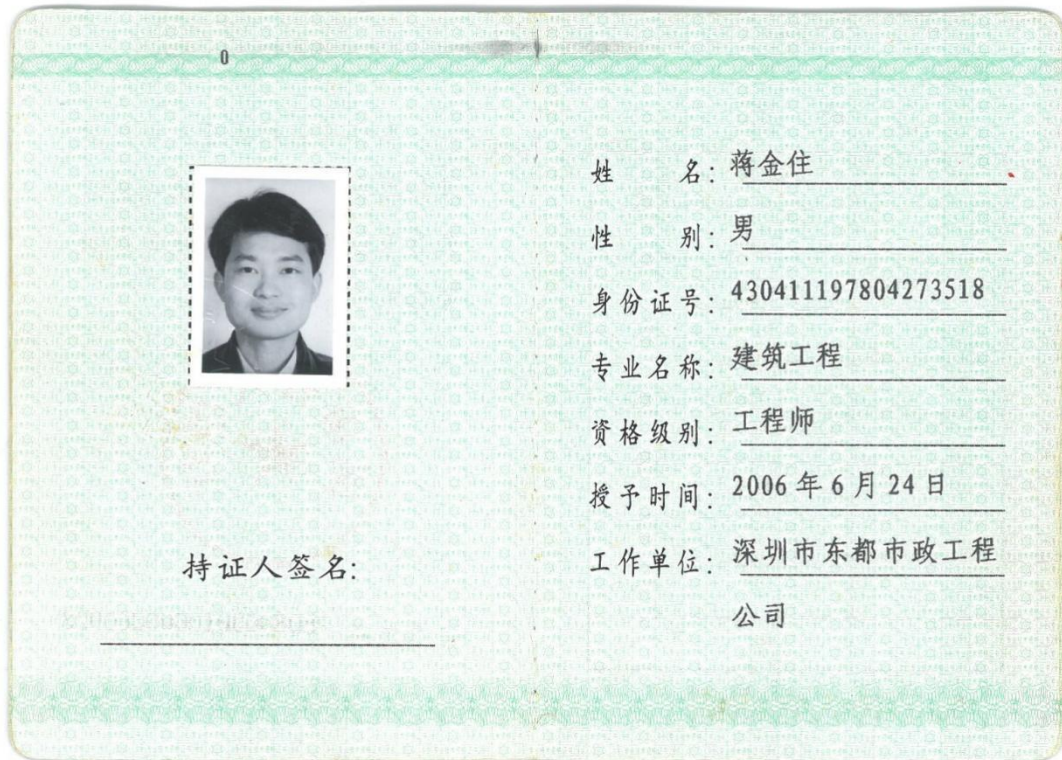 0
姓 名: 蒋金住
性 别: 男
身份证号: 430411197804273518
专业名称: 建筑工程
资格级别: 工程师
授予时间: 2006 年 6 月 24 日
工作单位: 深圳市东都市政工程
公司
持证人签名: